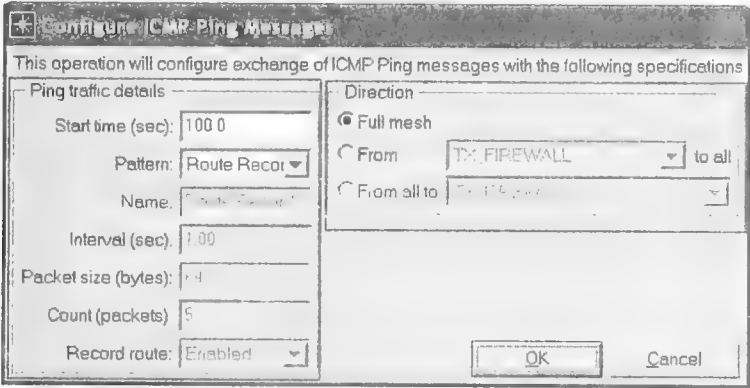 Configure ICMP Ping Messages
This operation will configure exchange of ICMP Ping messages with the following specifications
Ping traffic details
Start time (sec): 100 0
Pattern: Route Recor
Name.
Interval (sec). 1.00
Packet size (bytes):
Count (packets) 5
Record route: Enabled
Direction
Full mesh
From TX_FIREWALL to all
From all to
OK
Cancel